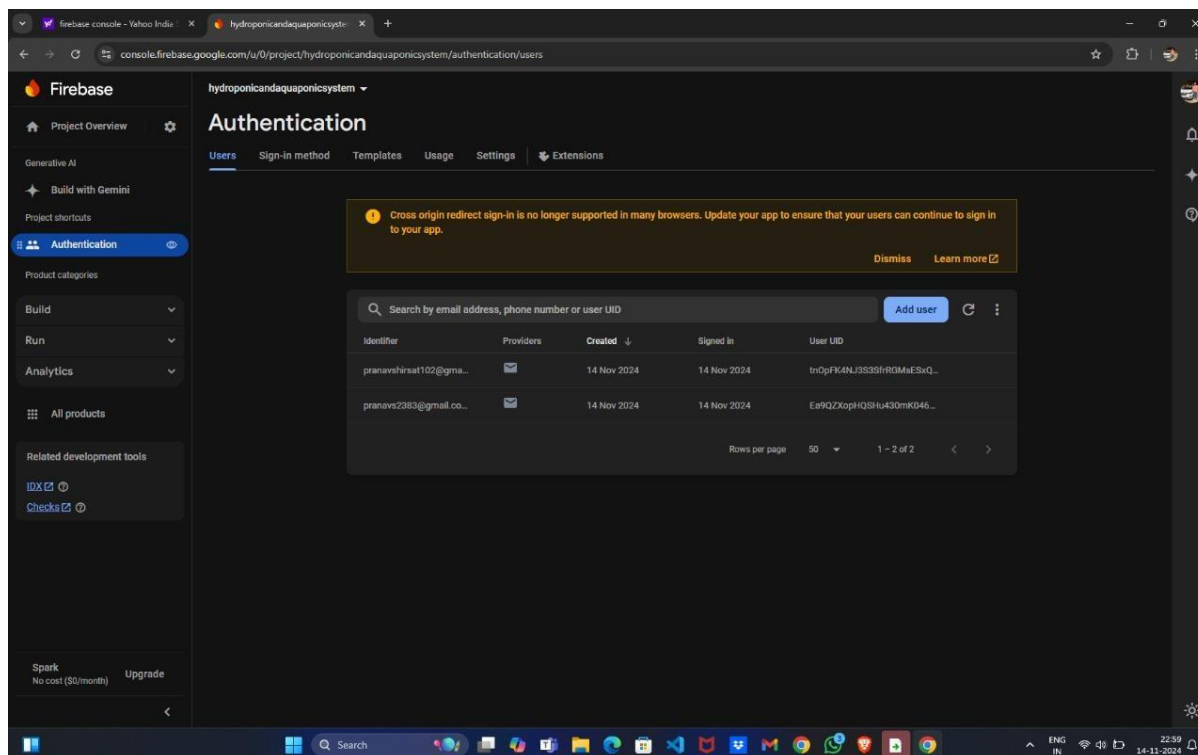 firebase console - Yahoo India
hydroponicandaquaponicsyste
console.firebase.google.com/u/0/project/hydroponicandaquaponicsystem/authentication/users
Firebase
Project Overview
Generative AI
Build with Gemini
Project shortcuts
Authentication
Product categories
Build
Run
Analytics
All products
Related development tools
IDX
Checks
Spark
No cost ($0/month)
Upgrade
hydroponicandaquaponicsystem
Authentication
Users Sign-in method Templates Usage Settings Extensions
Cross origin redirect sign-in is no longer supported in many browsers. Update your app to ensure that your users can continue to sign in
to your app.
Dismiss Learn more
Search by email address, phone number or user UID
Add user
Identifier Providers Created Signed in User UID
pranavshirsat102@gma... 14 Nov 2024 14 Nov 2024
pranavs2383@gmail.co... 14 Nov 2024 14 Nov 2024
Rows per page 50 1 – 2 of 2
Search
ENG
IN
22:59
14-11-2024